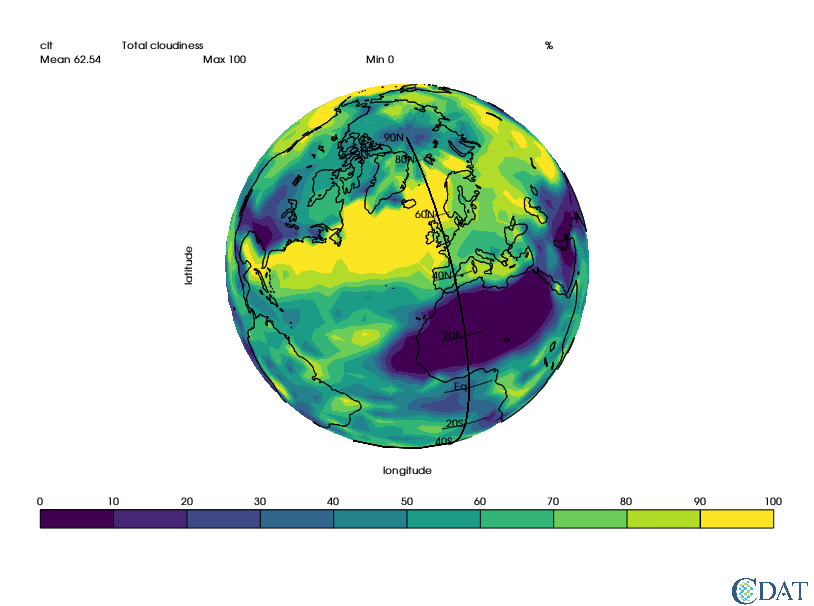 clt Total cloudiness %
Mean 62.54 Max 100 Min 0
90N
80N
60N
40N
20N
Eq
20S
40S
latitude
longitude
0 10 20 30 40 50 60 70 80 90 100
CDAT